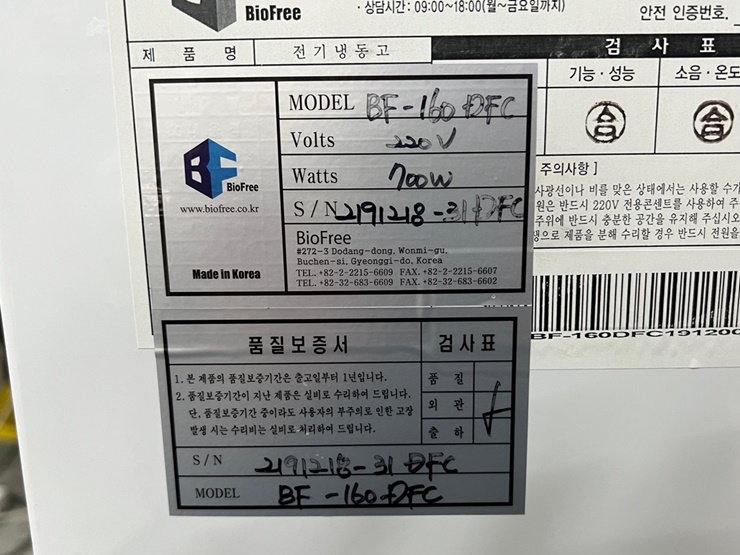 BioFree
· 상담시간: 09:00~18:00(월~금요일까지)
안전 인증번호.
제 품 명 전기냉동고
검 사 표
기능·성능 소음·온도
합 합
MODEL BF-160DFC
Volts 220V
Watts 700W
S/N 2191218-31DFC
BF BioFree
www.biofree.co.kr
Made in Korea
BioFree
#272-3 Dodang-dong, Wonmi-gu,
Buchen-si, Gyeonggi-do, Korea
TEL. +82-2-2215-6609 FAX. +82-2-2215-6607
TEL. +82-32-683-6609 FAX. +82-32-683-6602
주의사항 ]
사광선이나 비를 맞은 상태에서는 사용할 수가
원은 반드시 220V 전용콘센트를 사용하여 주
주위에 반드시 충분한 공간을 유지해 주십시오
으로 제품을 분해 수리할 경우 반드시 전원을
BF-160DFC191200
품질보증서 검사표
1. 본 제품의 품질보증기간은 출고일부터 1년입니다.
2. 품질보증기간이 지난 제품은 실비로 수리하여 드립니다.
단, 품질보증기간 중이라도 사용자의 부주의로 인한 고장
발생 시는 수리비는 실비로 처리하여 드립니다.
품 질
외 관
출 하
S/N 2191218-31DFC
MODEL BF-160DFC